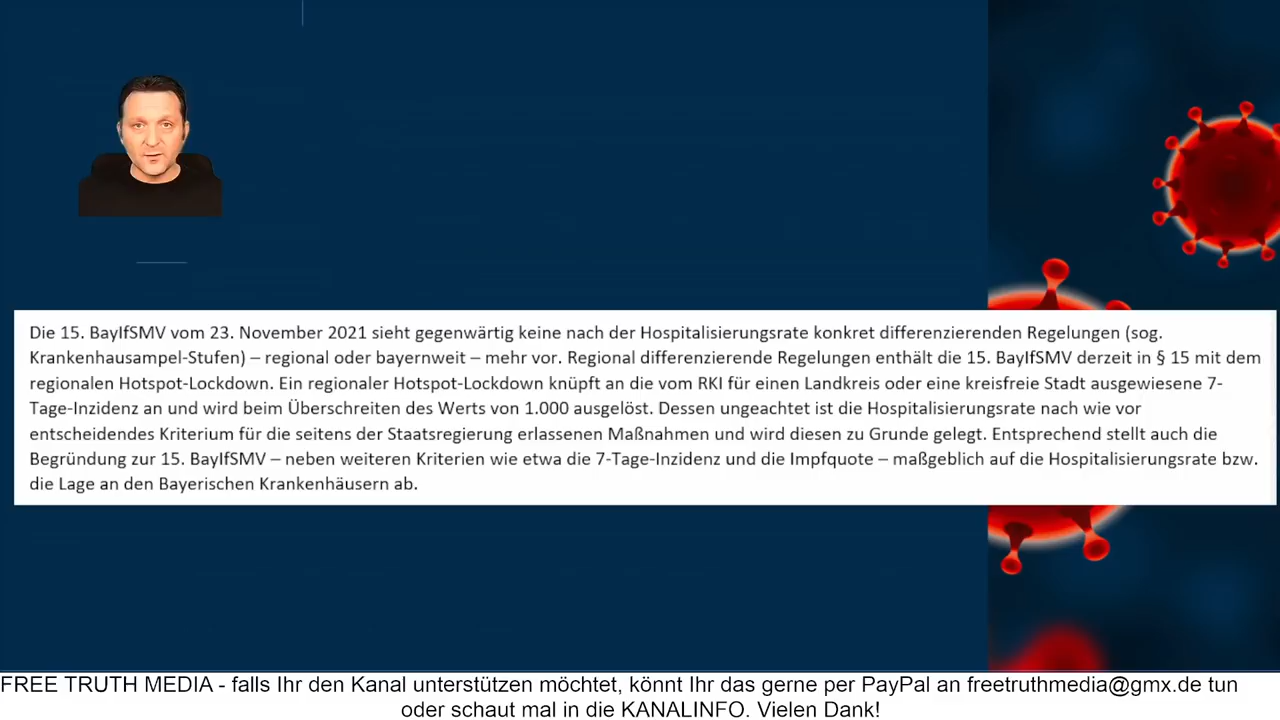 Die 15. BayIfSMV vom 23. November 2021 sieht gegenwärtig keine nach der Hospitalisierungsrate konkret differenzierenden Regelungen (sog.
Krankenhausampel-Stufen) – regional oder bayernweit – mehr vor. Regional differenzierende Regelungen enthält die 15. BayIfSMV derzeit in § 15 mit dem
regionalen Hotspot-Lockdown. Ein regionaler Hotspot-Lockdown knüpft an die vom RKI für einen Landkreis oder eine kreisfreie Stadt ausgewiesene 7-
Tage-Inzidenz an und wird beim Überschreiten des Werts von 1.000 ausgelöst. Dessen ungeachtet ist die Hospitalisierungsrate nach wie vor
entscheidendes Kriterium für die seitens der Staatsregierung erlassenen Maßnahmen und wird diesen zu Grunde gelegt. Entsprechend stellt auch die
Begründung zur 15. BayIfSMV – neben weiteren Kriterien wie etwa die 7-Tage-Inzidenz und die Impfquote – maßgeblich auf die Hospitalisierungsrate bzw.
die Lage an den Bayerischen Krankenhäusern ab.
FREE TRUTH MEDIA - falls Ihr den Kanal unterstützen möchtet, könnt Ihr das gerne per PayPal an freetruthmedia@gmx.de tun
oder schaut mal in die KANALINFO. Vielen Dank!